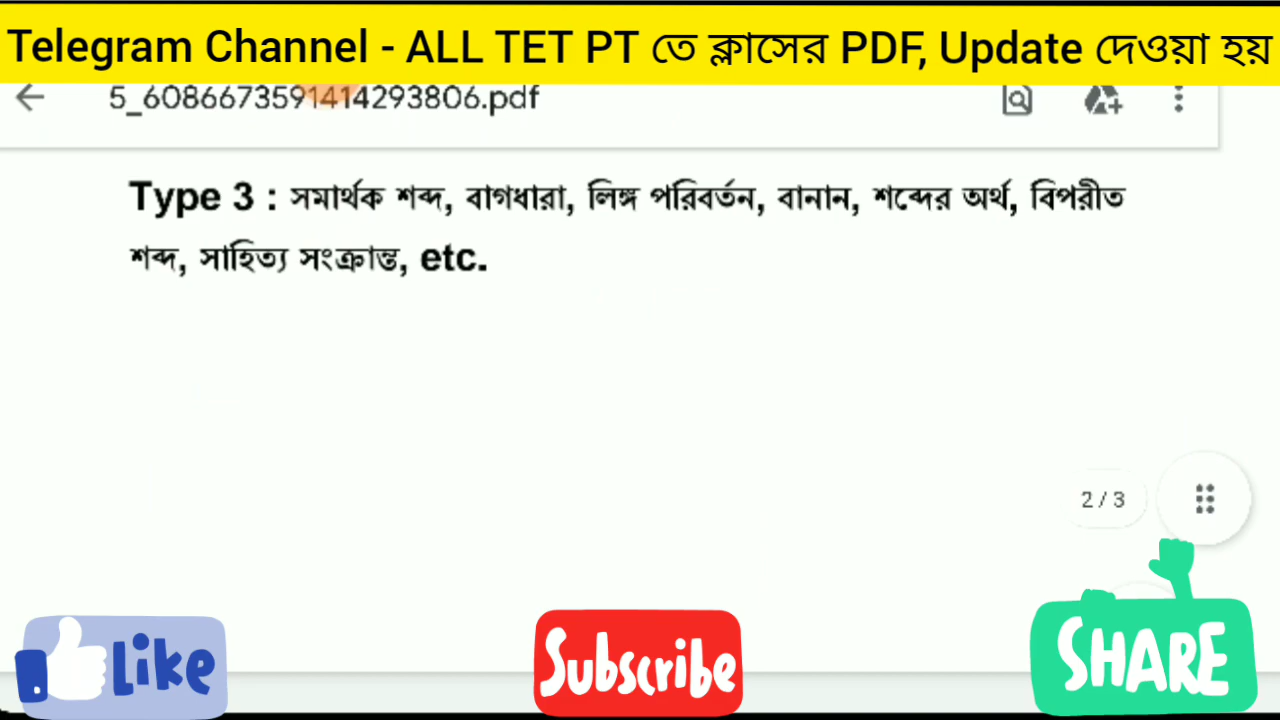 Telegram Channel - ALL TET PT তে ক্লাসের PDF, Update দেওয়া হয়
5_6086673591414293806.pdf
Type 3 : সমার্থক শব্দ, বাগধারা, লিঙ্গ পরিবর্তন, বানান, শব্দের অর্থ, বিপরীত
শব্দ, সাহিত্য সংক্রান্ত, etc.
2 / 3
Like
Subscribe
SHARE